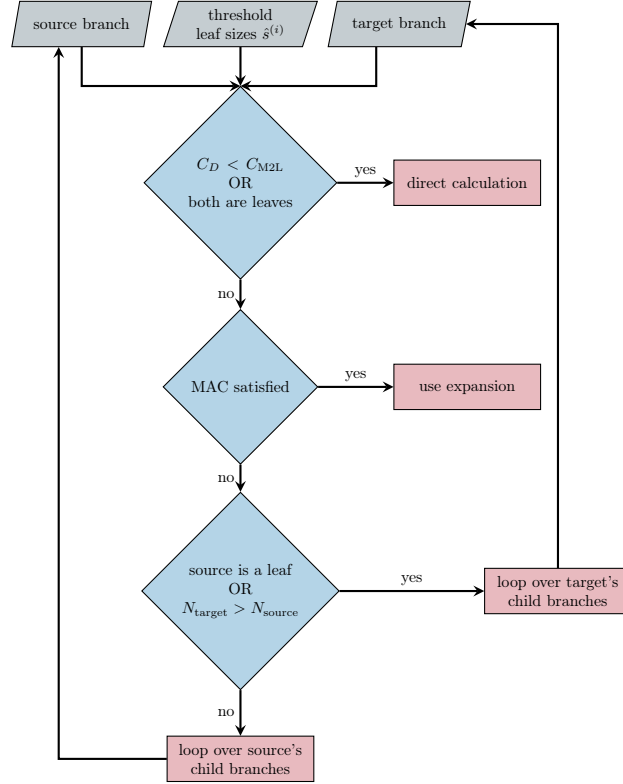 source branch
threshold
leaf sizes ŝ⁽ⁱ⁾
target branch
C_D < C_M2L
OR
both are leaves
yes
direct calculation
no
MAC satisfied
yes
use expansion
no
source is a leaf
OR
N_target > N_source
yes
loop over target's
child branches
no
loop over source's
child branches